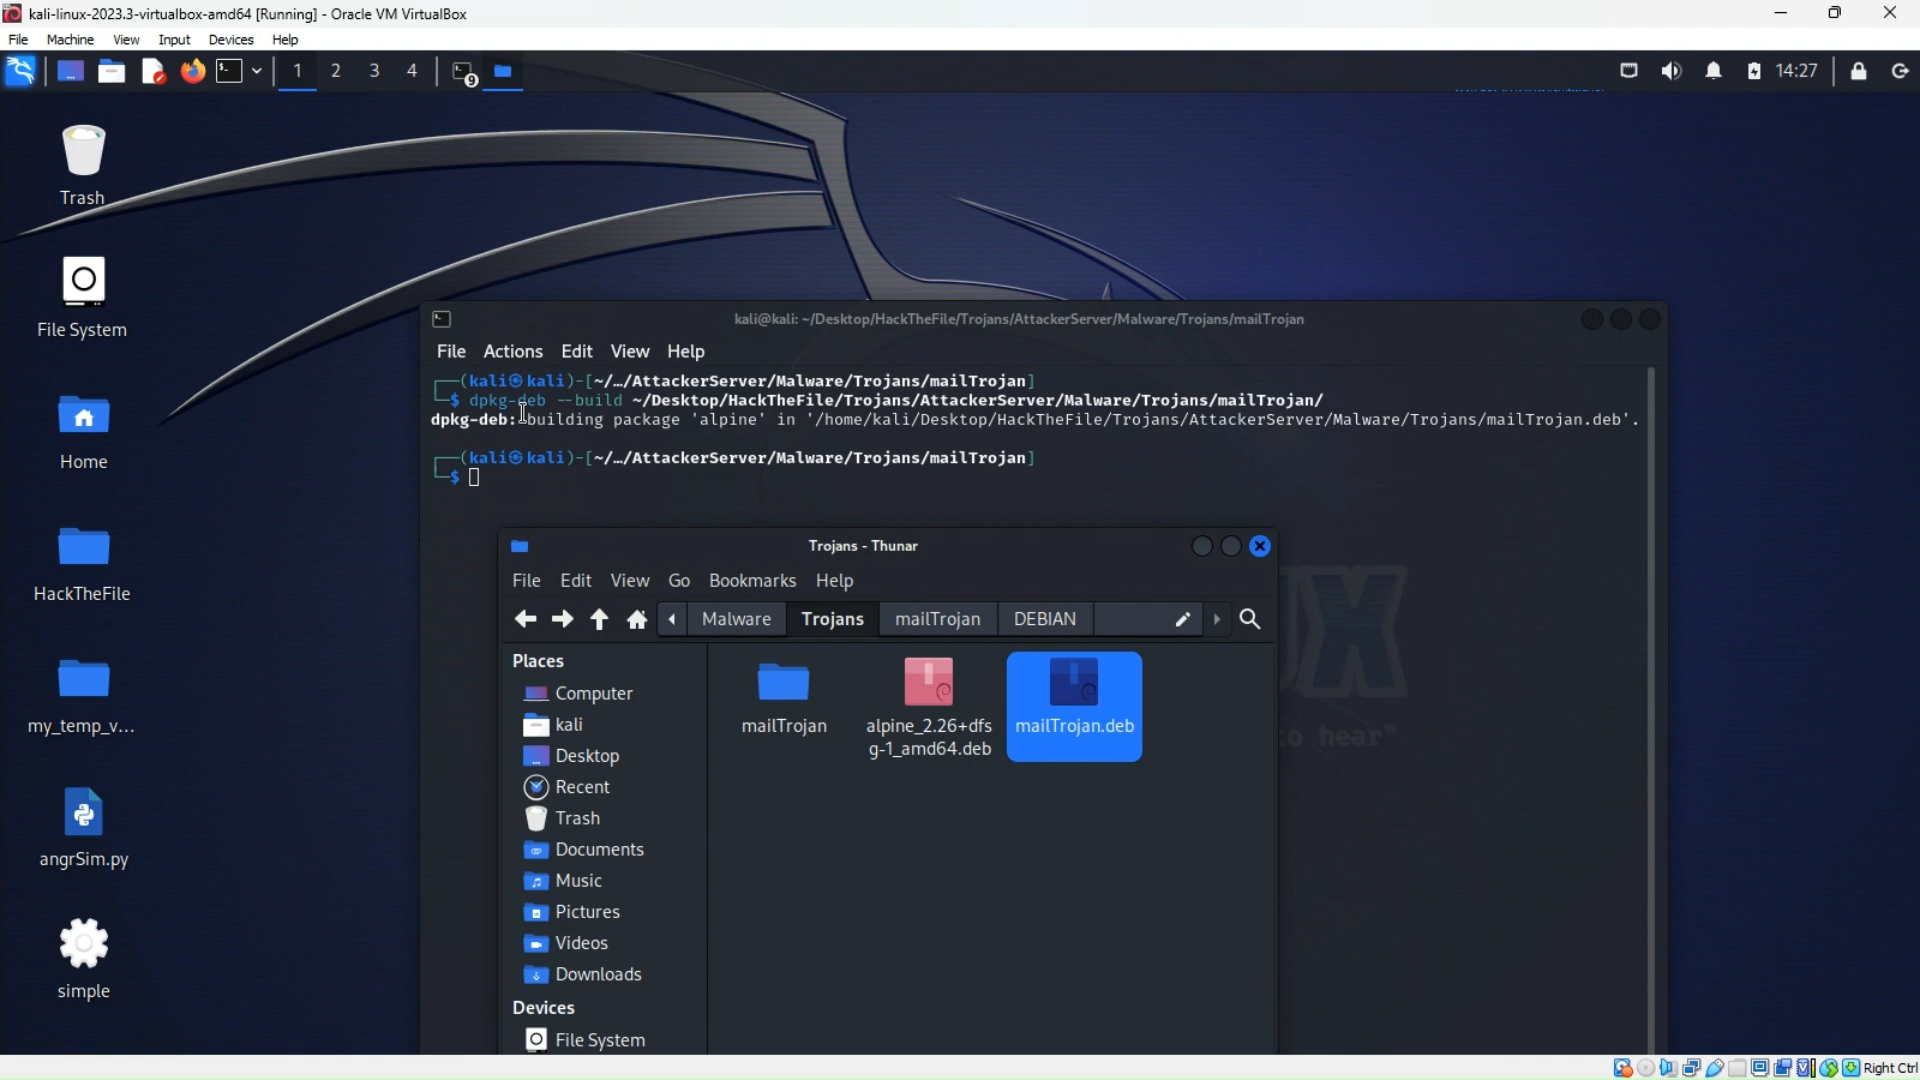 kali-linux-2023.3-virtualbox-amd64 [Running] - Oracle VM VirtualBox
File Machine View Input Devices Help
1 2 3 4 9 14:27
Trash
File System
Home
HackTheFile
my_temp_v...
angrSim.py
simple
kali@kali: ~/Desktop/HackTheFile/Trojans/AttackerServer/Malware/Trojans/mailTrojan
File Actions Edit View Help
┌──(kali㉿kali)-[~/…/AttackerServer/Malware/Trojans/mailTrojan]
└─$ dpkg-deb --build ~/Desktop/HackTheFile/Trojans/AttackerServer/Malware/Trojans/mailTrojan/
dpkg-deb: building package 'alpine' in '/home/kali/Desktop/HackTheFile/Trojans/AttackerServer/Malware/Trojans/mailTrojan.deb'.
┌──(kali㉿kali)-[~/…/AttackerServer/Malware/Trojans/mailTrojan]
└─$
Trojans - Thunar
File Edit View Go Bookmarks Help
Malware Trojans mailTrojan DEBIAN
Places
Computer
kali
Desktop
Recent
Trash
Documents
Music
Pictures
Videos
Downloads
Devices
File System
mailTrojan
alpine_2.26+dfs
g-1_amd64.deb
mailTrojan.deb
to hear"
Right Ctrl